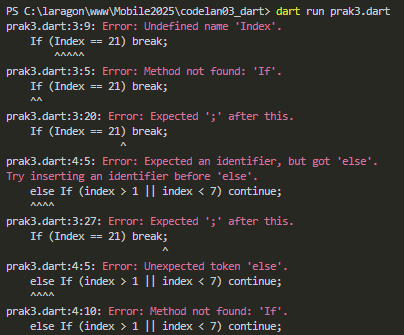 PS C:\laragon\www\Mobile2025\codelan03_dart> dart run prak3.dart
prak3.dart:3:9: Error: Undefined name 'Index'.
    If (Index == 21) break;
        ^^^^^
prak3.dart:3:5: Error: Method not found: 'If'.
    If (Index == 21) break;
    ^^
prak3.dart:3:20: Error: Expected ';' after this.
    If (Index == 21) break;
                   ^
prak3.dart:4:5: Error: Expected an identifier, but got 'else'.
Try inserting an identifier before 'else'.
    else If (index > 1 || index < 7) continue;
    ^^^^
prak3.dart:3:27: Error: Expected ';' after this.
    If (Index == 21) break;
                          ^
prak3.dart:4:5: Error: Unexpected token 'else'.
    else If (index > 1 || index < 7) continue;
    ^^^^
prak3.dart:4:10: Error: Method not found: 'If'.
    else If (index > 1 || index < 7) continue;